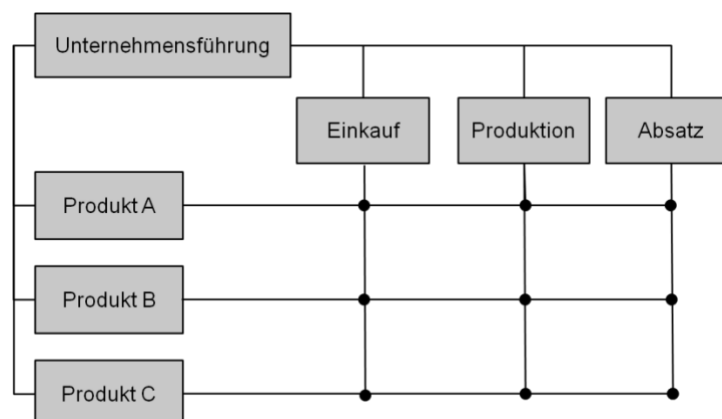 Unternehmensführung
Einkauf
Produktion
Absatz
Produkt A
Produkt B
Produkt C